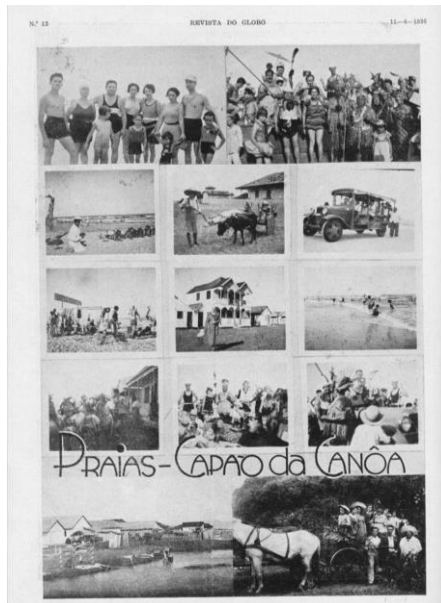 N.º 13 REVISTA DO GLOBO 11—4—1931
PRAIAS-CAPÃO da CANÔA